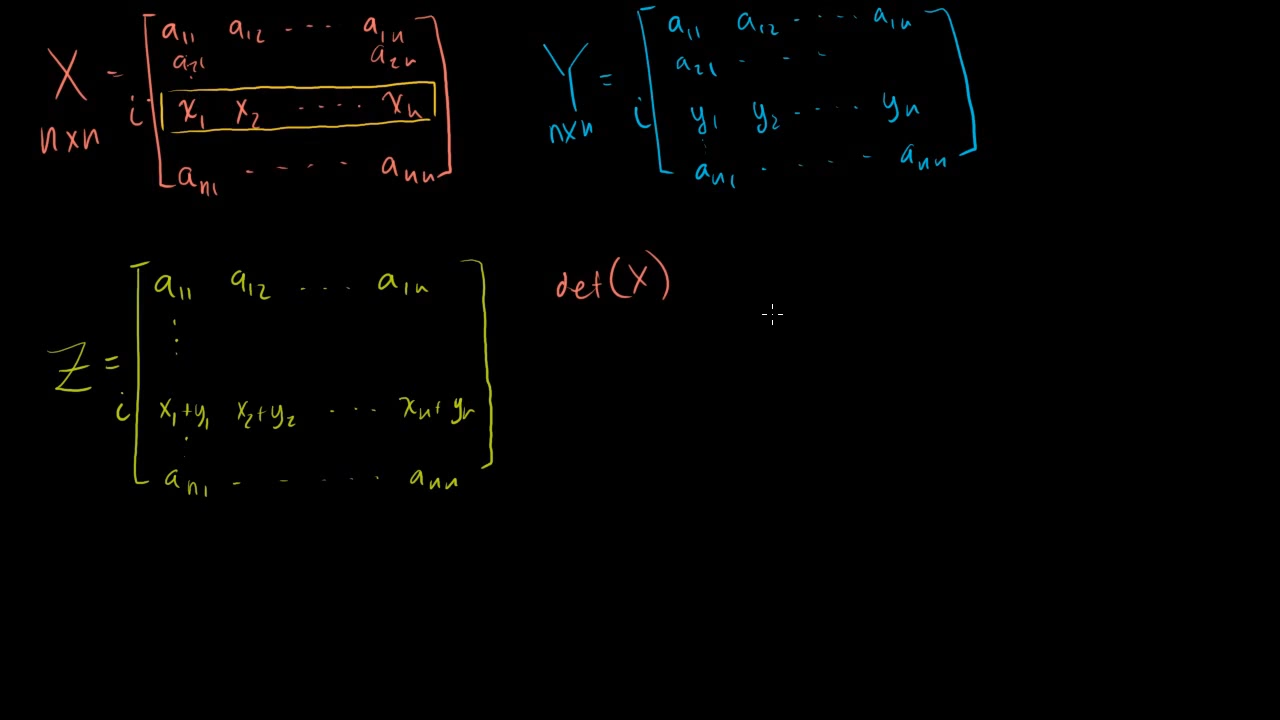 X = a₁₁ a₁₂ - ··· a₁ₙ
a₂₁ a₂ₙ
n×n i x₁ x₂ ···· xₙ
aₙ₁ - - · · aₙₙ
Y = a₁₁ a₁₂ - · ·· a₁ₙ
a₂₁ - - -
n×n i y₁ y₂ - ···· yₙ
aₙ₁ . . . - aₙₙ
Z = a₁₁ a₁₂ ... . a₁ₙ
⋮
i x₁+y₁ x₂+y₂ ··· xₙ+yₙ
aₙ₁ - - · · · aₙₙ
det(X)